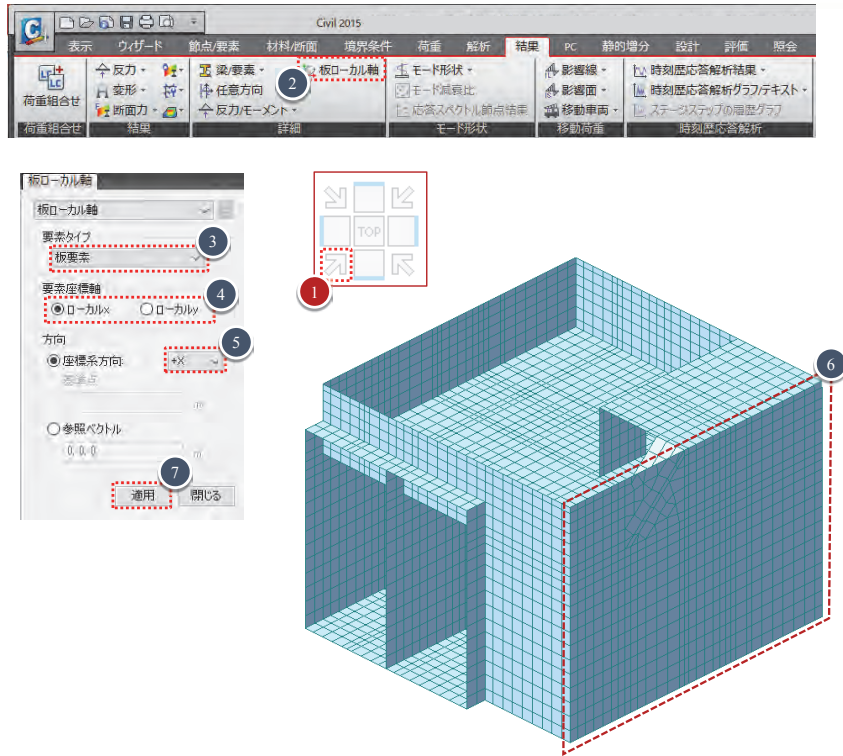 Civil 2015
表示 ウィザード 節点/要素 材料/断面 境界条件 荷重 解析 結果 PC 静的増分 設計 評価 照会
荷重組合せ
反力
変形
断面力
梁/要素
任意方向
反力/モーメント
2
板ローカル軸
モード形状
モード減衰比
応答スペクトル節点結果
影響線
影響面
移動車両
時刻歴応答解析結果
時刻歴応答解析グラフ/テキスト
ステージ/ステップの履歴グラフ
荷重組合せ 結果 詳細 モード形状 移動荷重 時刻歴応答解析
板ローカル軸
板ローカル軸
要素タイプ
3
板要素
要素座標軸
4
ローカルx ローカルy
方向
5
座標系方向: +X
基準点
m
参照ベクトル
0, 0, 0 m
7
適用 閉じる
TOP
1
6